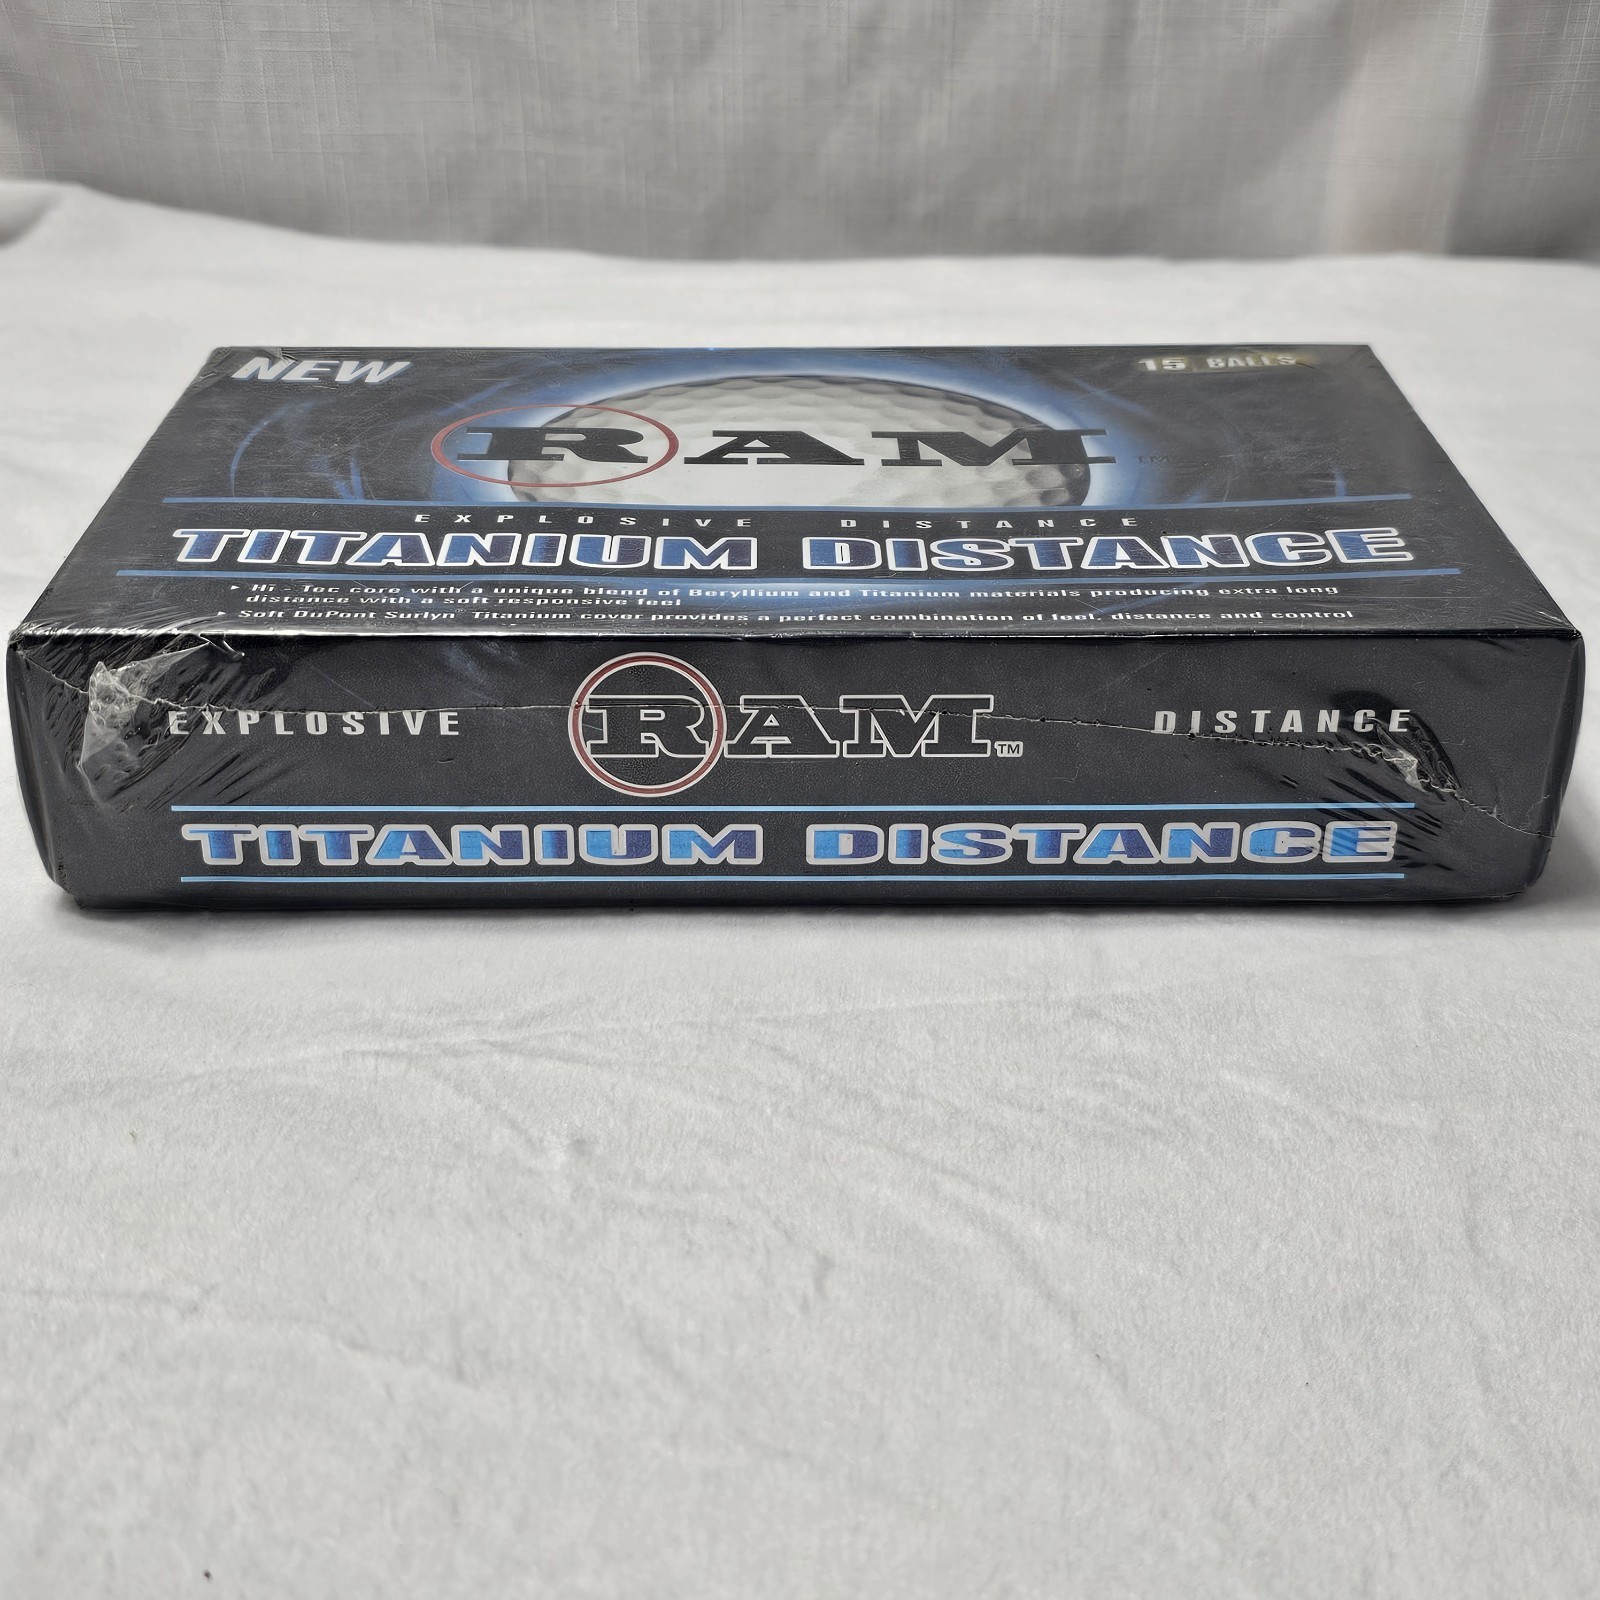 NEW
15 BALLS
RAM TM
EXPLOSIVE DISTANCE
TITANIUM DISTANCE
▸ Hi - Tec core with a unique blend of Beryllium and Titanium materials producing extra long
distance with a soft responsive feel
▸ Soft DuPont Surlyn® Titanium cover provides a perfect combination of feel, distance and control
EXPLOSIVE RAM TM DISTANCE
TITANIUM DISTANCE